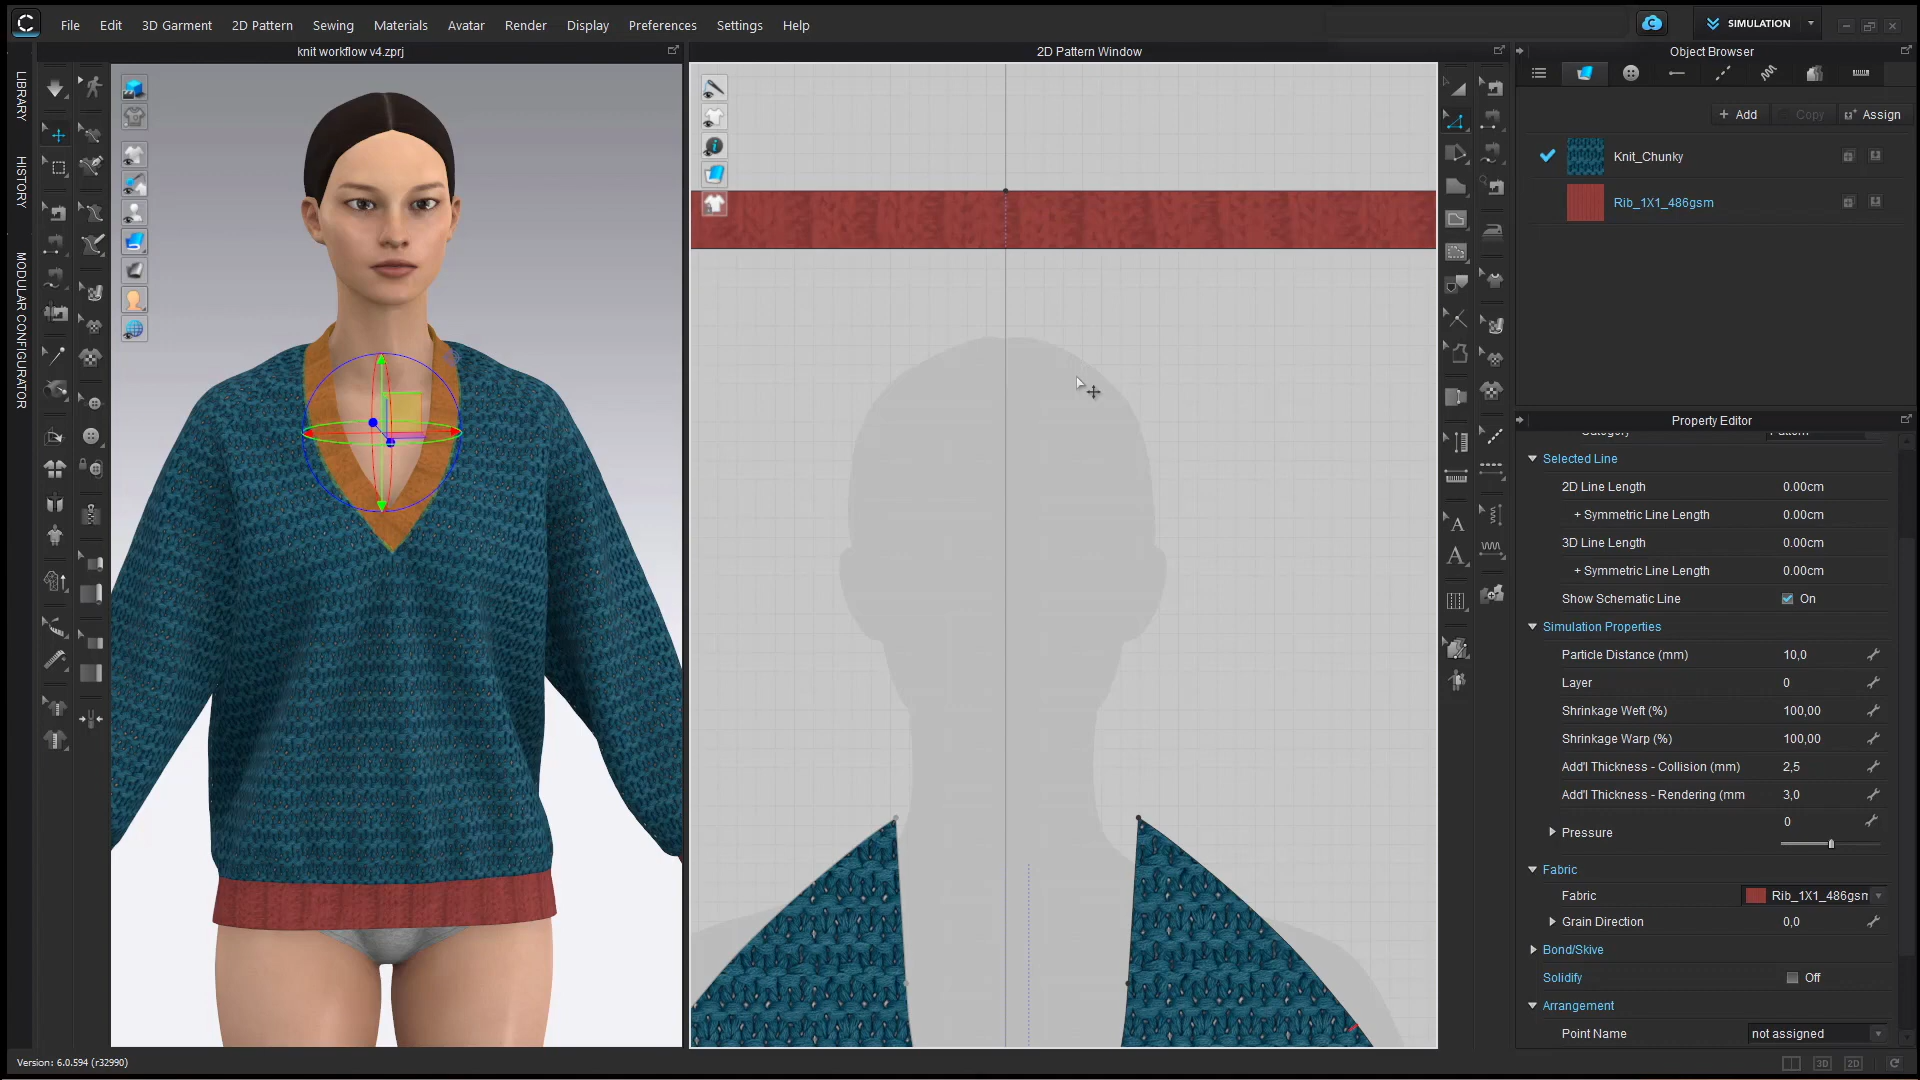 File Edit 3D Garment 2D Pattern Sewing Materials Avatar Render Display Preferences Settings Help
SIMULATION
knit workflow v4.zprj
2D Pattern Window
Object Browser
LIBRARY
HISTORY
MODULAR CONFIGURATOR
+ Add
Copy
Assign
Knit_Chunky
Rib_1X1_486gsm
Property Editor
Category Pattern
Selected Line
2D Line Length 0.00cm
+ Symmetric Line Length 0.00cm
3D Line Length 0.00cm
+ Symmetric Line Length 0.00cm
Show Schematic Line On
Simulation Properties
Particle Distance (mm) 10,0
Layer 0
Shrinkage Weft (%) 100,00
Shrinkage Warp (%) 100,00
Add'l Thickness - Collision (mm) 2,5
Add'l Thickness - Rendering (mm 3,0
Pressure 0
Fabric
Fabric Rib_1X1_486gsm
Grain Direction 0,0
Bond/Skive
Solidify Off
Arrangement
Point Name not assigned
Version: 6.0.594 (r32990)
3D
2D